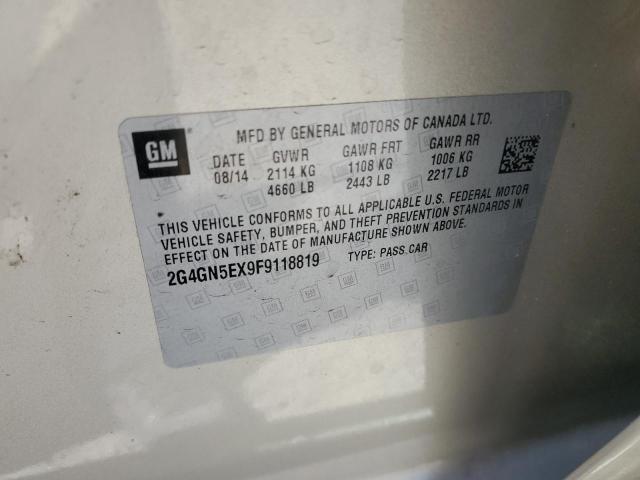 GM
MFD BY GENERAL MOTORS OF CANADA LTD.
DATE GVWR GAWR FRT GAWR RR
08/14 2114 KG 1108 KG 1006 KG
4660 LB 2443 LB 2217 LB
THIS VEHICLE CONFORMS TO ALL APPLICABLE U.S. FEDERAL MOTOR
VEHICLE SAFETY, BUMPER, AND THEFT PREVENTION STANDARDS IN
EFFECT ON THE DATE OF MANUFACTURE SHOWN ABOVE.
2G4GN5EX9F9118819 TYPE: PASS.CAR